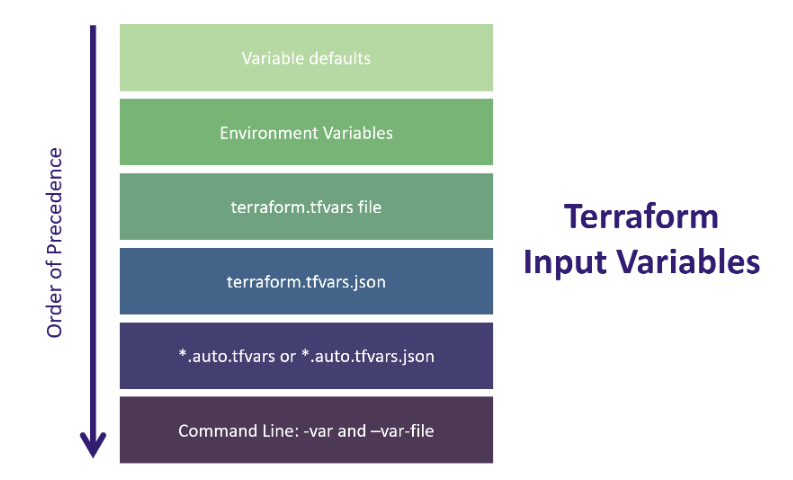 Order of Precedence
Variable defaults
Environment Variables
terraform.tfvars file
terraform.tfvars.json
*.auto.tfvars or *.auto.tfvars.json
Command Line: -var and –var-file
Terraform
Input Variables